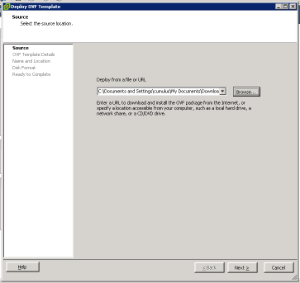 Deploy OVF Template
Source
Select the source location.
Source
OVF Template Details
Name and Location
Disk Format
Ready to Complete
Deploy from a file or URL
C:\Documents and Settings\cumulus\My Documents\Downloa
Browse...
Enter a URL to download and install the OVF package from the Internet, or
specify a location accessible from your computer, such as a local hard drive, a
network share, or a CD/DVD drive.
Help
< Back
Next >
Cancel